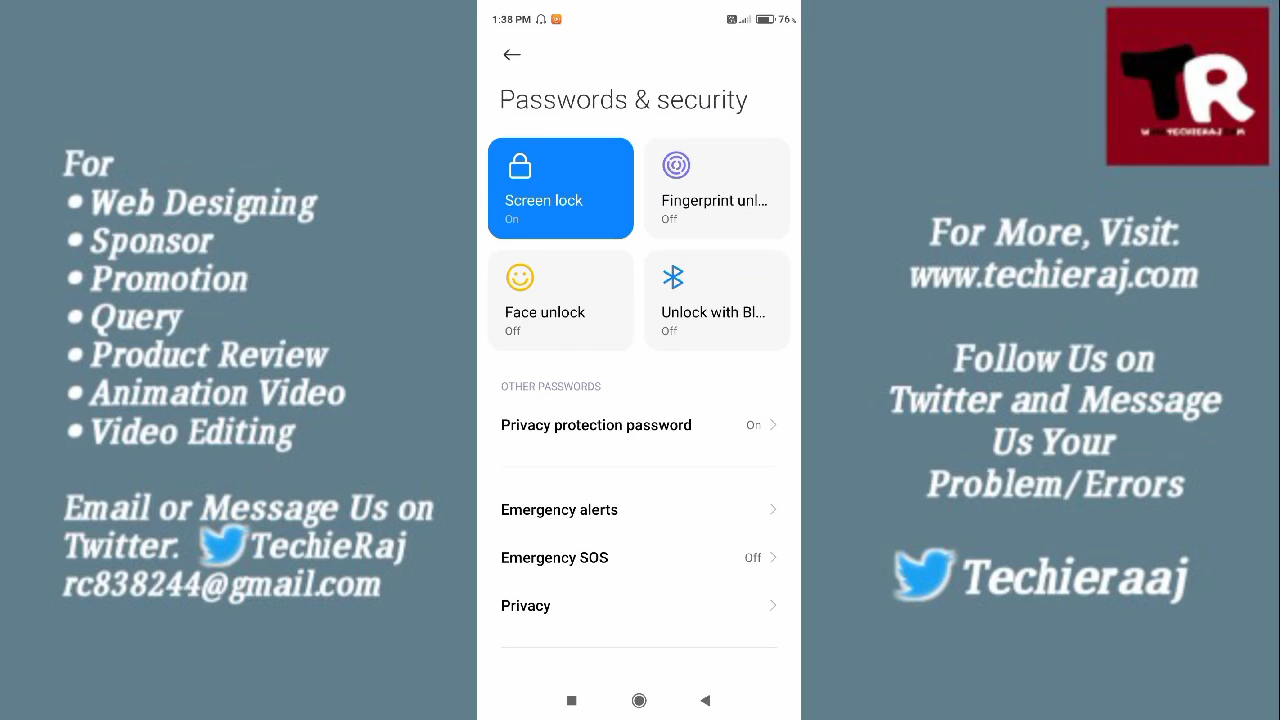 For
• Web Designing
• Sponsor
• Promotion
• Query
• Product Review
• Animation Video
• Video Editing
Email or Message Us on
Twitter. TechieRaj
rc838244@gmail.com
1:38 PM
76%
Passwords & security
Screen lock
On
Fingerprint unl...
Off
Face unlock
Off
Unlock with Bl...
Off
OTHER PASSWORDS
Privacy protection password On
Emergency alerts
Emergency SOS Off
Privacy
TR
WWW.TECHIERAJ.COM
For More, Visit:
www.techieraj.com
Follow Us on
Twitter and Message
Us Your
Problem/Errors
Techieraaj